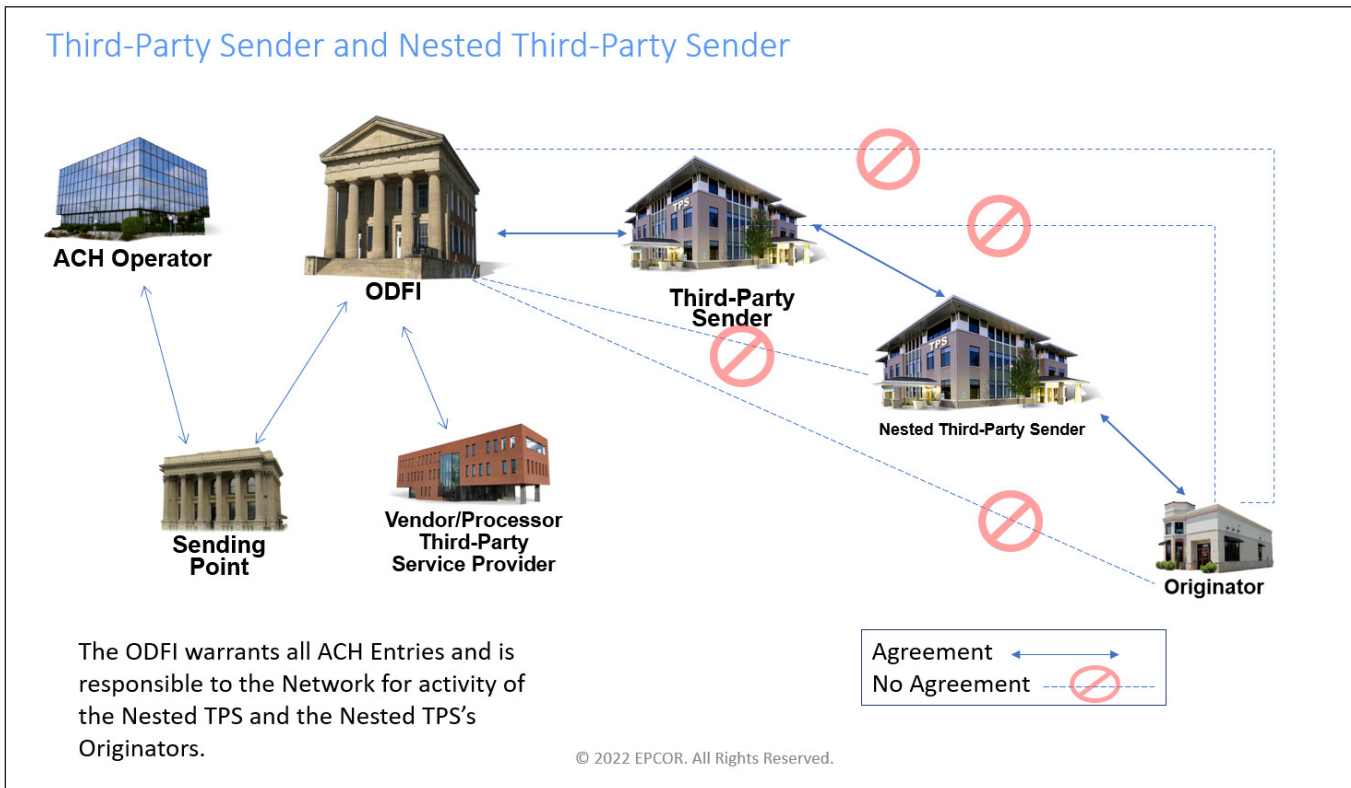 Third-Party Sender and Nested Third-Party Sender
TPS
ACH Operator
ODFI
Third-Party
Sender
TPS
Nested Third-Party Sender
Sending
Point
Vendor/Processor
Third-Party
Service Provider
Originator
The ODFI warrants all ACH Entries and is
responsible to the Network for activity of
the Nested TPS and the Nested TPS’s
Originators.
Agreement
No Agreement
© 2022 EPCOR. All Rights Reserved.